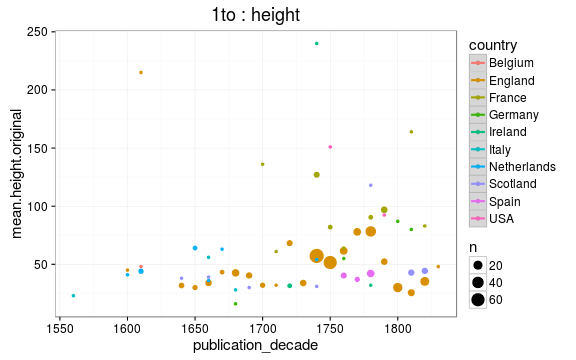 1to : height
mean.height.original
250
200
150
100
50
1550
1600
1650
1700
1750
1800
publication_decade
country
Belgium
England
France
Germany
Ireland
Italy
Netherlands
Scotland
Spain
USA
n
20
40
60